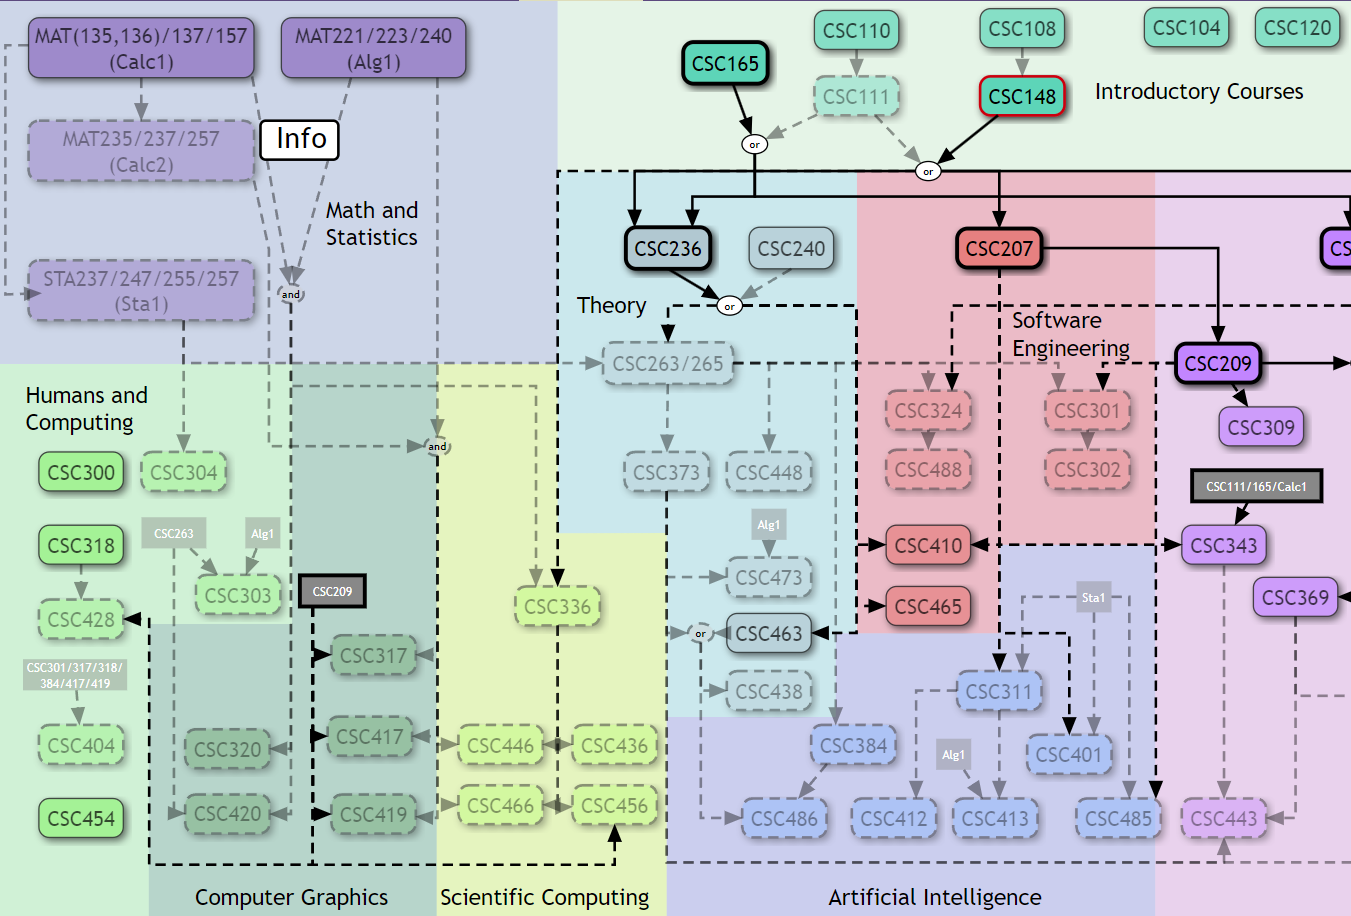 MAT(135,136)/137/157
(Calc1)
MAT221/223/240
(Alg1)
CSC110
CSC108
CSC104
CSC120
CSC165
CSC111
CSC148
Introductory Courses
MAT235/237/257
(Calc2)
Info
or
or
Math and
Statistics
CSC236
CSC240
CSC207
CS
STA237/247/255/257
(Sta1)
and
Theory
or
Software
Engineering
CSC263/265
CSC209
Humans and
Computing
CSC324
CSC301
CSC309
and
CSC300
CSC304
CSC373
CSC448
CSC488
CSC302
CSC111/165/Calc1
CSC318
CSC263
Alg1
Alg1
CSC410
CSC343
CSC303
CSC209
CSC473
CSC428
CSC336
CSC465
Sta1
CSC369
CSC317
or
CSC463
CSC301/317/318/
384/417/419
CSC438
CSC311
CSC404
CSC320
CSC417
CSC446
CSC436
CSC384
Alg1
CSC401
CSC454
CSC420
CSC419
CSC466
CSC456
CSC486
CSC412
CSC413
CSC485
CSC443
Computer Graphics
Scientific Computing
Artificial Intelligence